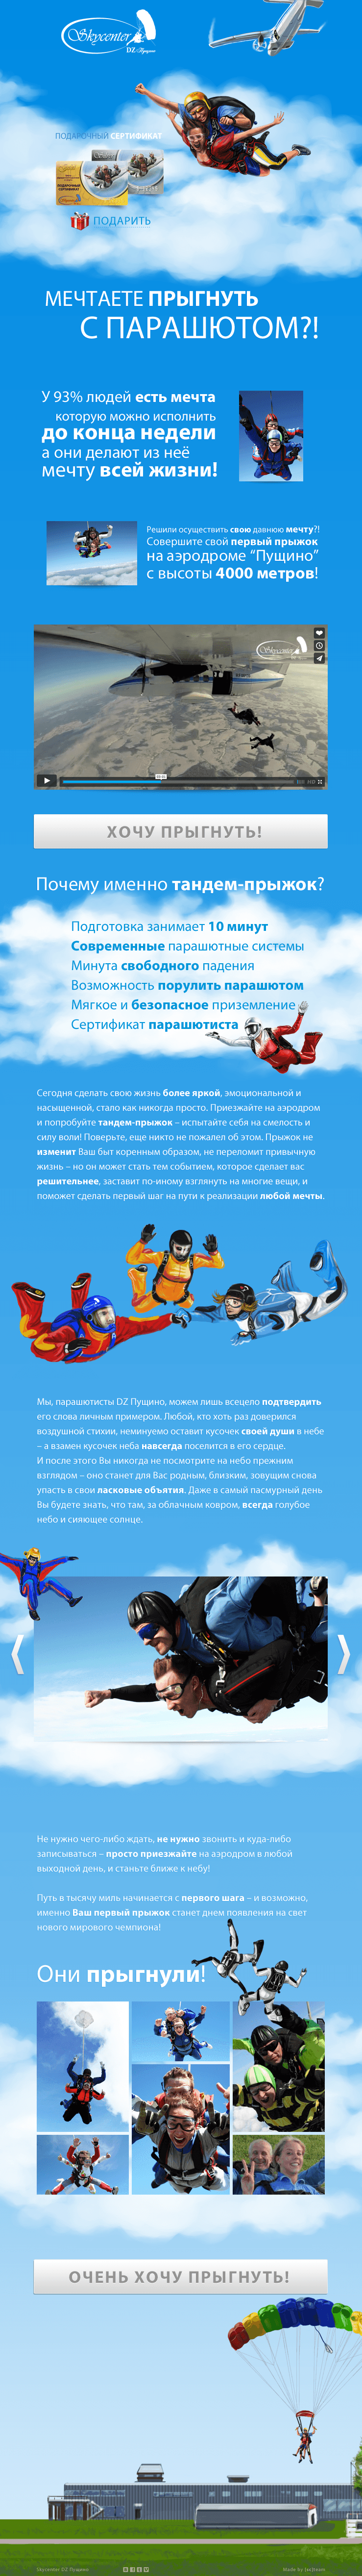 Skycenter
DZ Пущино
ПОДАРОЧНЫЙ СЕРТИФИКАТ
ПОДАРИТЬ
МЕЧТАЕТЕ ПРЫГНУТЬ
С ПАРАШЮТОМ?!
У 93% людей есть мечта
которую можно исполнить
до конца недели
а они делают из неё
мечту всей жизни!
Решили осуществить свою давнюю мечту?!
Совершите свой первый прыжок
на аэродроме “Пущино”
с высоты 4000 метров!
Skycenter
ХОЧУ ПРЫГНУТЬ!
Почему именно тандем-прыжок?
Подготовка занимает 10 минут
Современные парашютные системы
Минута свободного падения
Возможность порулить парашютом
Мягкое и безопасное приземление
Сертификат парашютиста
Сегодня сделать свою жизнь более яркой, эмоциональной и
насыщенной, стало как никогда просто. Приезжайте на аэродром
и попробуйте тандем-прыжок – испытайте себя на смелость и
силу воли! Поверьте, еще никто не пожалел об этом. Прыжок не
изменит Ваш быт коренным образом, не переломит привычную
жизнь – но он может стать тем событием, которое сделает вас
решительнее, заставит по-иному взглянуть на многие вещи, и
поможет сделать первый шаг на пути к реализации любой мечты.
Мы, парашютисты DZ Пущино, можем лишь всецело подтвердить
его слова личным примером. Любой, кто хоть раз доверился
воздушной стихии, неминуемо оставит кусочек своей души в небе
– а взамен кусочек неба навсегда поселится в его сердце.
И после этого Вы никогда не посмотрите на небо прежним
взглядом – оно станет для Вас родным, близким, зовущим снова
упасть в свои ласковые объятия. Даже в самый пасмурный день
Вы будете знать, что там, за облачным ковром, всегда голубое
небо и сияющее солнце.
Не нужно чего-либо ждать, не нужно звонить и куда-либо
записываться – просто приезжайте на аэродром в любой
выходной день, и станьте ближе к небу!
Путь в тысячу миль начинается с первого шага – и возможно,
именно Ваш первый прыжок станет днем появления на свет
нового мирового чемпиона!
Они прыгнули!
ОЧЕНЬ ХОЧУ ПРЫГНУТЬ!
Skycenter DZ Пущино